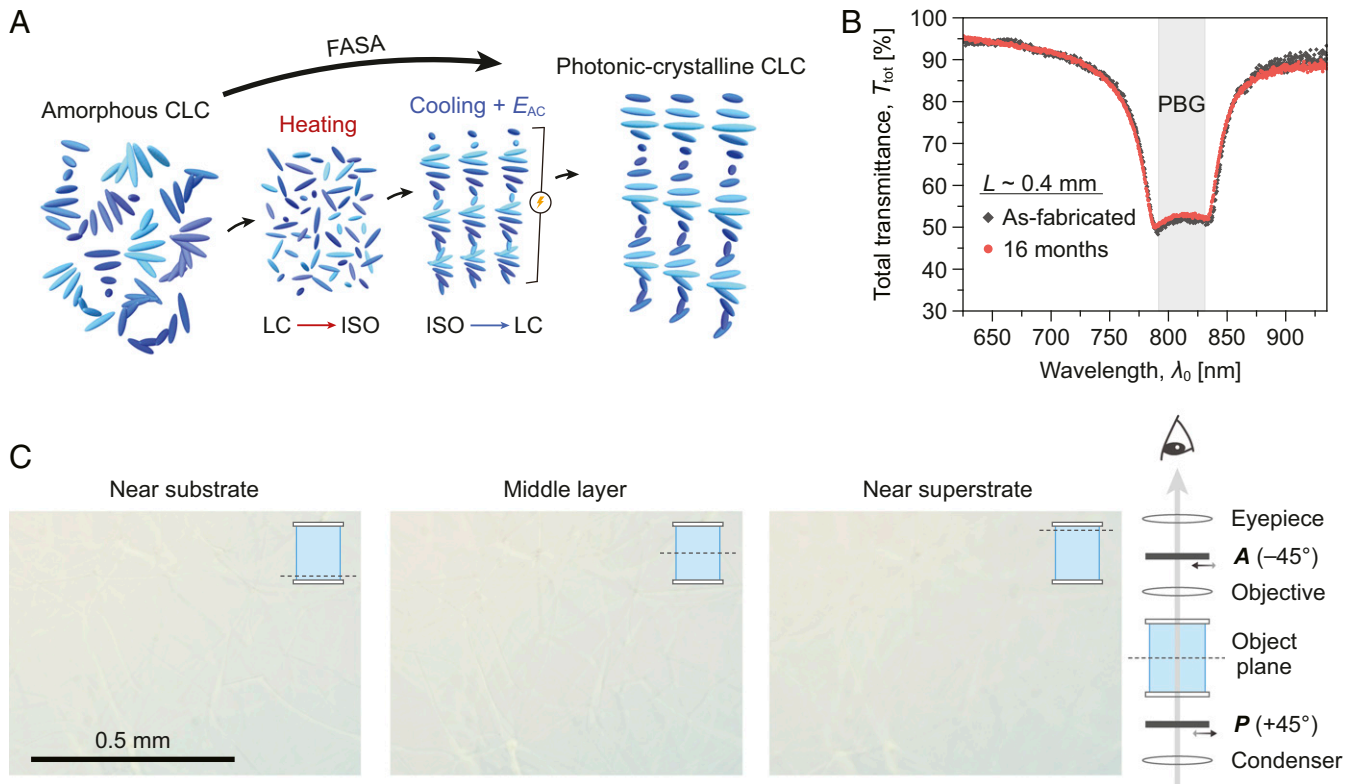 A
FASA
Amorphous CLC
Heating
Cooling + E_AC
Photonic-crystalline CLC
LC → ISO
ISO → LC
B
Total transmittance, T_tot [%]
100
90
80
70
60
50
40
30
PBG
L ~ 0.4 mm
◆ As-fabricated
● 16 months
650 700 750 800 850 900
Wavelength, λ₀ [nm]
C
Near substrate
Middle layer
Near superstrate
0.5 mm
Eyepiece
A (–45°)
Objective
Object
plane
P (+45°)
Condenser